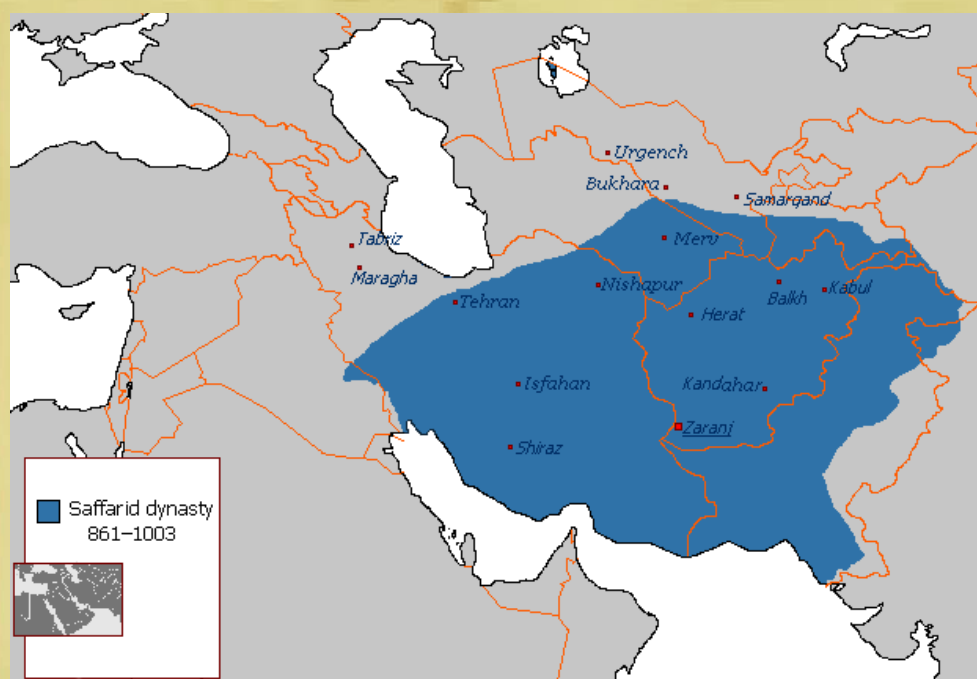 Urgench
Bukhara
Samarqand
Tabriz
Merv
Maragha
Nishapur
Balkh
Kabul
Tehran
Herat
Isfahan
Kandahar
Zaranj
Shiraz
Saffarid dynasty
861–1003